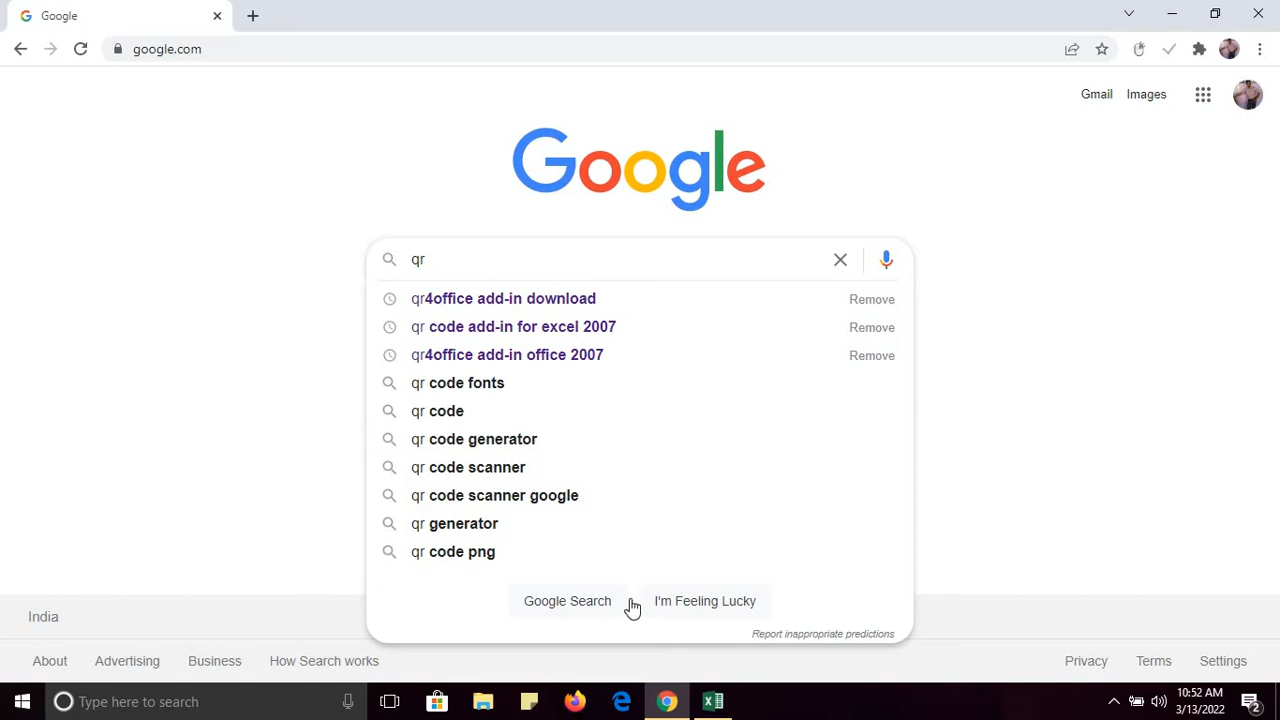 Google
google.com
Gmail Images
Google
qr
qr4office add-in download Remove
qr code add-in for excel 2007 Remove
qr4office add-in office 2007 Remove
qr code fonts
qr code
qr code generator
qr code scanner
qr code scanner google
qr generator
qr code png
Google Search I'm Feeling Lucky
Report inappropriate predictions
India
About Advertising Business How Search works Privacy Terms Settings
Type here to search
10:52 AM
3/13/2022
2